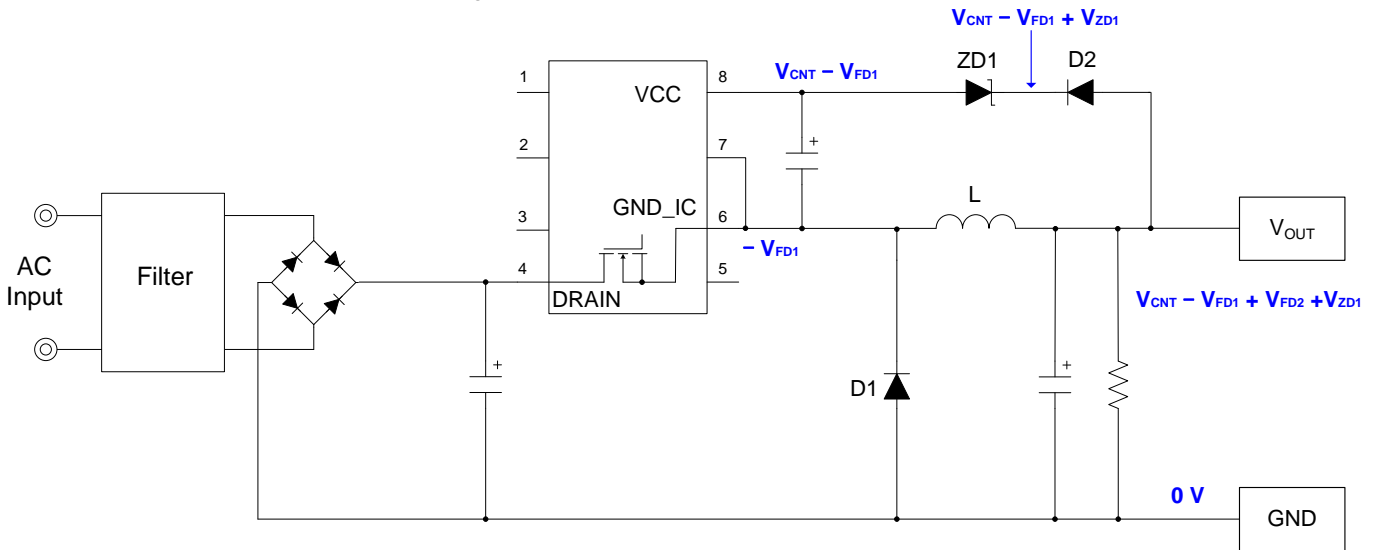 VCNT − VFD1 + VZD1
ZD1
D2
VCNT − VFD1
1
8
VCC
2
7
+
L
GND_IC
3
6
− VFD1
VOUT
AC
Input
Filter
4
5
DRAIN
VCNT − VFD1 + VFD2 +VZD1
+
D1
+
0 V
GND